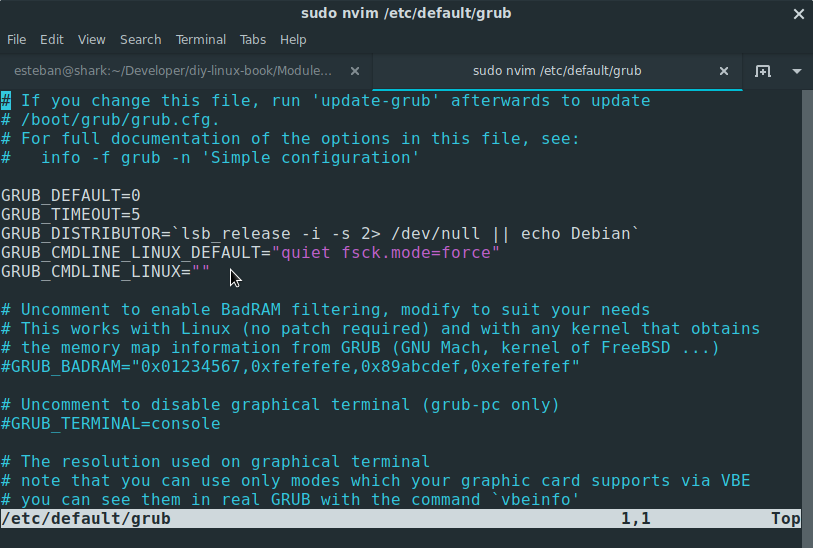 sudo nvim /etc/default/grub
File Edit View Search Terminal Tabs Help
esteban@shark:~/Developer/diy-linux-book/Module... sudo nvim /etc/default/grub
# If you change this file, run 'update-grub' afterwards to update
# /boot/grub/grub.cfg.
# For full documentation of the options in this file, see:
#   info -f grub -n 'Simple configuration'
GRUB_DEFAULT=0
GRUB_TIMEOUT=5
GRUB_DISTRIBUTOR=`lsb_release -i -s 2> /dev/null || echo Debian`
GRUB_CMDLINE_LINUX_DEFAULT="quiet fsck.mode=force"
GRUB_CMDLINE_LINUX=""
# Uncomment to enable BadRAM filtering, modify to suit your needs
# This works with Linux (no patch required) and with any kernel that obtains
# the memory map information from GRUB (GNU Mach, kernel of FreeBSD ...)
#GRUB_BADRAM="0x01234567,0xfefefefe,0x89abcdef,0xefefefef"
# Uncomment to disable graphical terminal (grub-pc only)
#GRUB_TERMINAL=console
# The resolution used on graphical terminal
# note that you can use only modes which your graphic card supports via VBE
# you can see them in real GRUB with the command `vbeinfo'
/etc/default/grub 1,1 Top